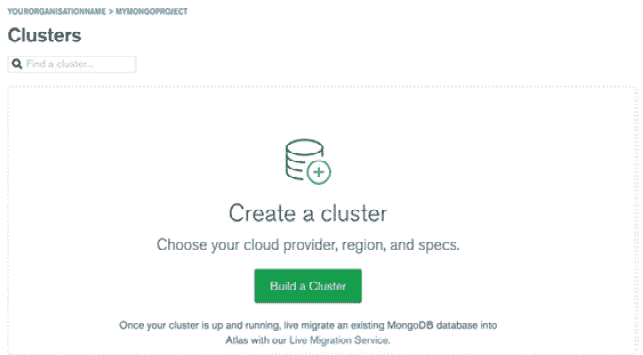 YOURORGANISATIONNAME > MYMONGOPROJECT
Clusters
Find a cluster...
Create a cluster
Choose your cloud provider, region, and specs.
Build a Cluster
Once your cluster is up and running, live migrate an existing MongoDB database into
Atlas with our Live Migration Service.